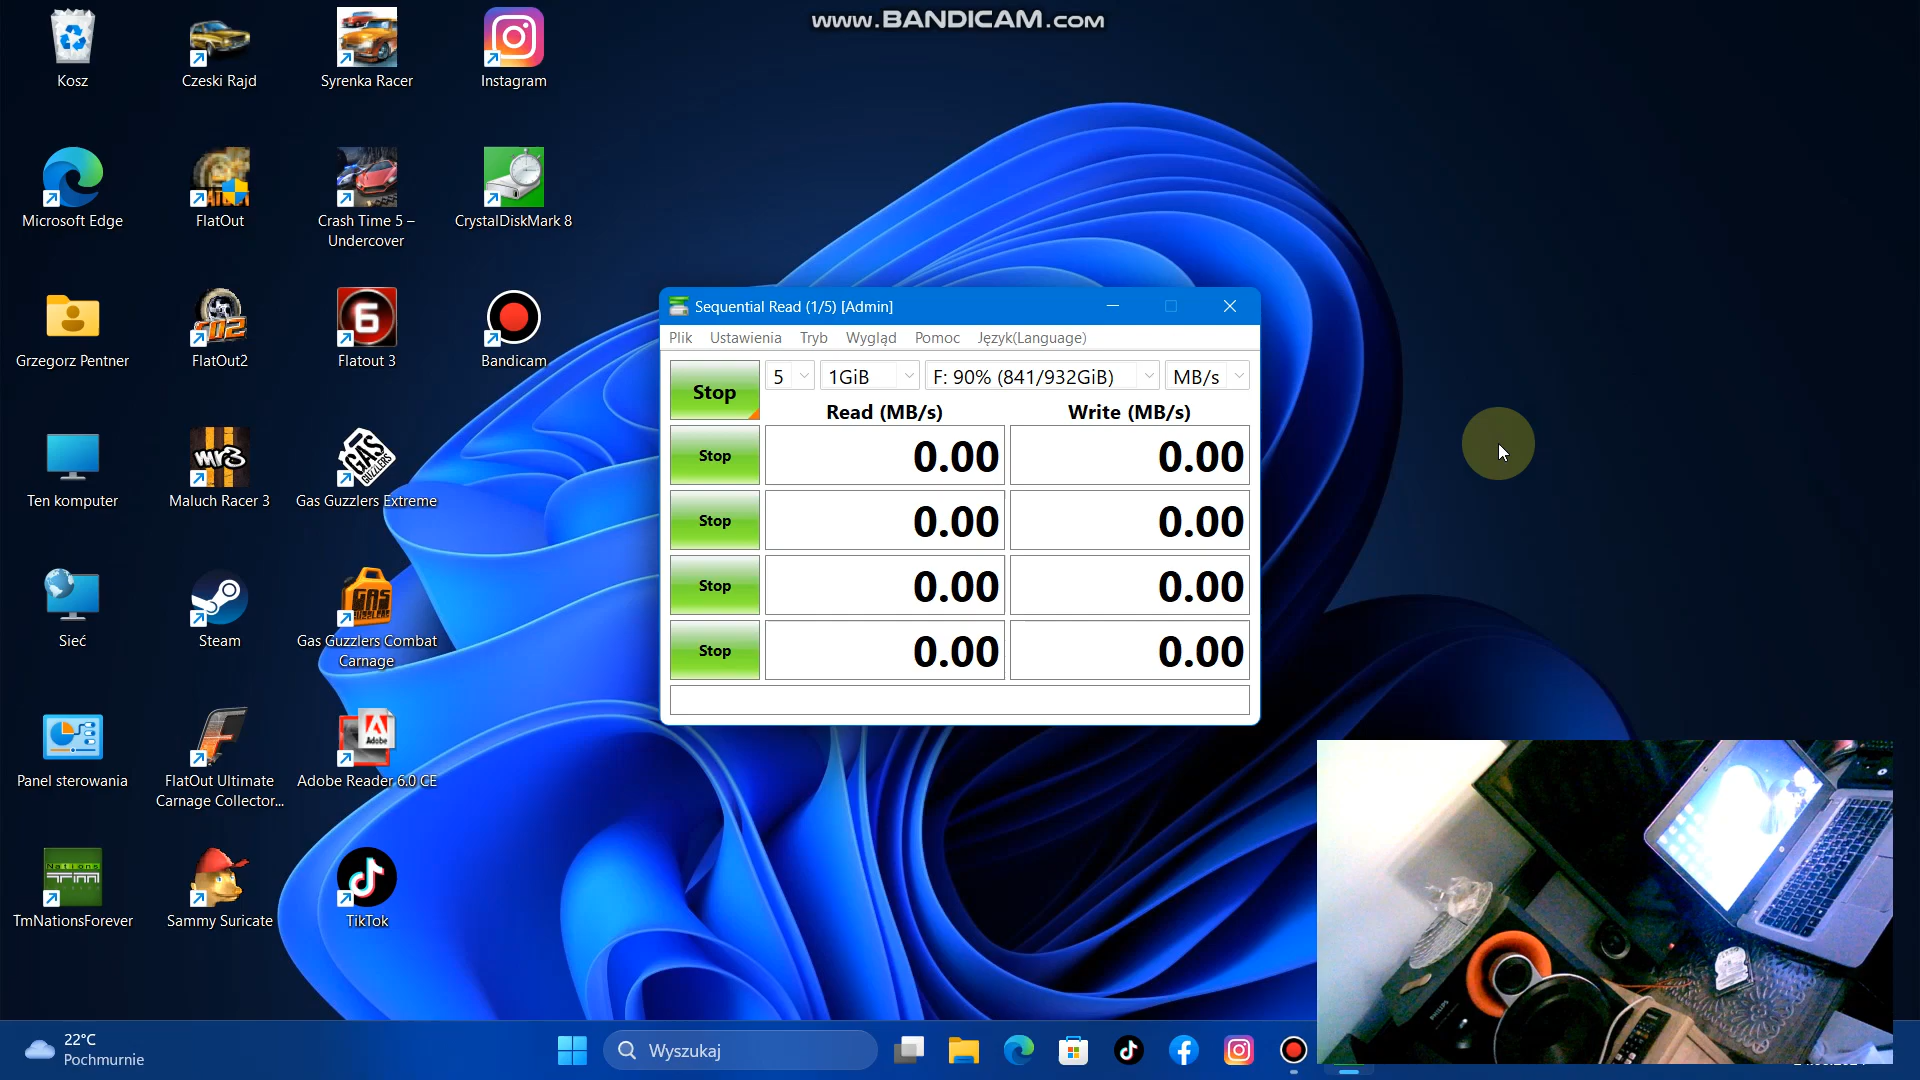 www.BANDICAM.com
Kosz
Czeski Rajd
Syrenka Racer
Instagram
Microsoft Edge
FlatOut
Crash Time 5 –
Undercover
CrystalDiskMark 8
Grzegorz Pentner
FlatOut2
Flatout 3
Bandicam
Ten komputer
Maluch Racer 3
Gas Guzzlers Extreme
Sieć
Steam
Gas Guzzlers Combat
Carnage
Panel sterowania
FlatOut Ultimate
Carnage Collector...
Adobe Reader 6.0 CE
TmNationsForever
Sammy Suricate
TikTok
Sequential Read (1/5) [Admin]
Plik Ustawienia Tryb Wygląd Pomoc Język(Language)
Stop 5 1GiB F: 90% (841/932GiB) MB/s
Read (MB/s) Write (MB/s)
Stop 0.00 0.00
Stop 0.00 0.00
Stop 0.00 0.00
Stop 0.00 0.00
PHILIPS
22°C
Pochmurnie
Wyszukaj